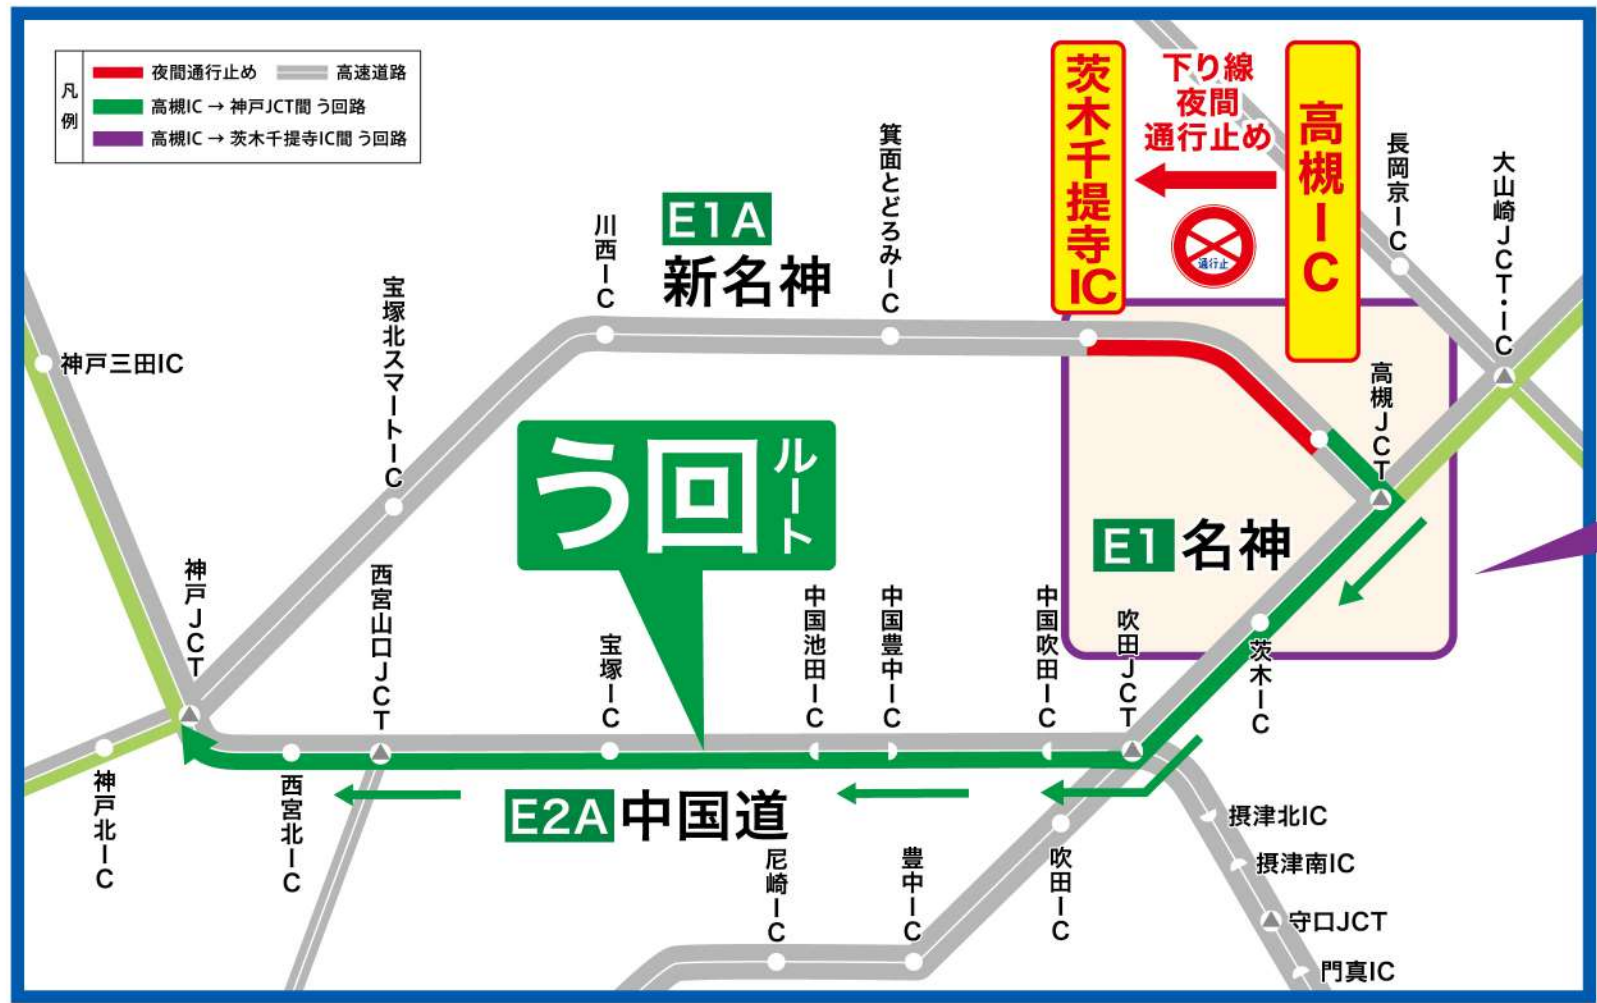 凡例
夜間通行止め
高速道路
高槻IC → 神戸JCT間 う回路
高槻IC → 茨木千提寺IC間 う回路
茨木千提寺IC
下り線
夜間
通行止め
通行止
高槻IC
長岡京IC
大山崎JCT・IC
箕面とどろみIC
E1A
新名神
川西IC
宝塚北スマートIC
神戸三田IC
高槻JCT
う回ルート
E1 名神
神戸JCT
西宮山口JCT
宝塚IC
中国池田IC
中国豊中IC
中国吹田IC
吹田JCT
茨木IC
神戸北IC
西宮北IC
E2A 中国道
尼崎IC
豊中IC
吹田IC
摂津北IC
摂津南IC
守口JCT
門真IC